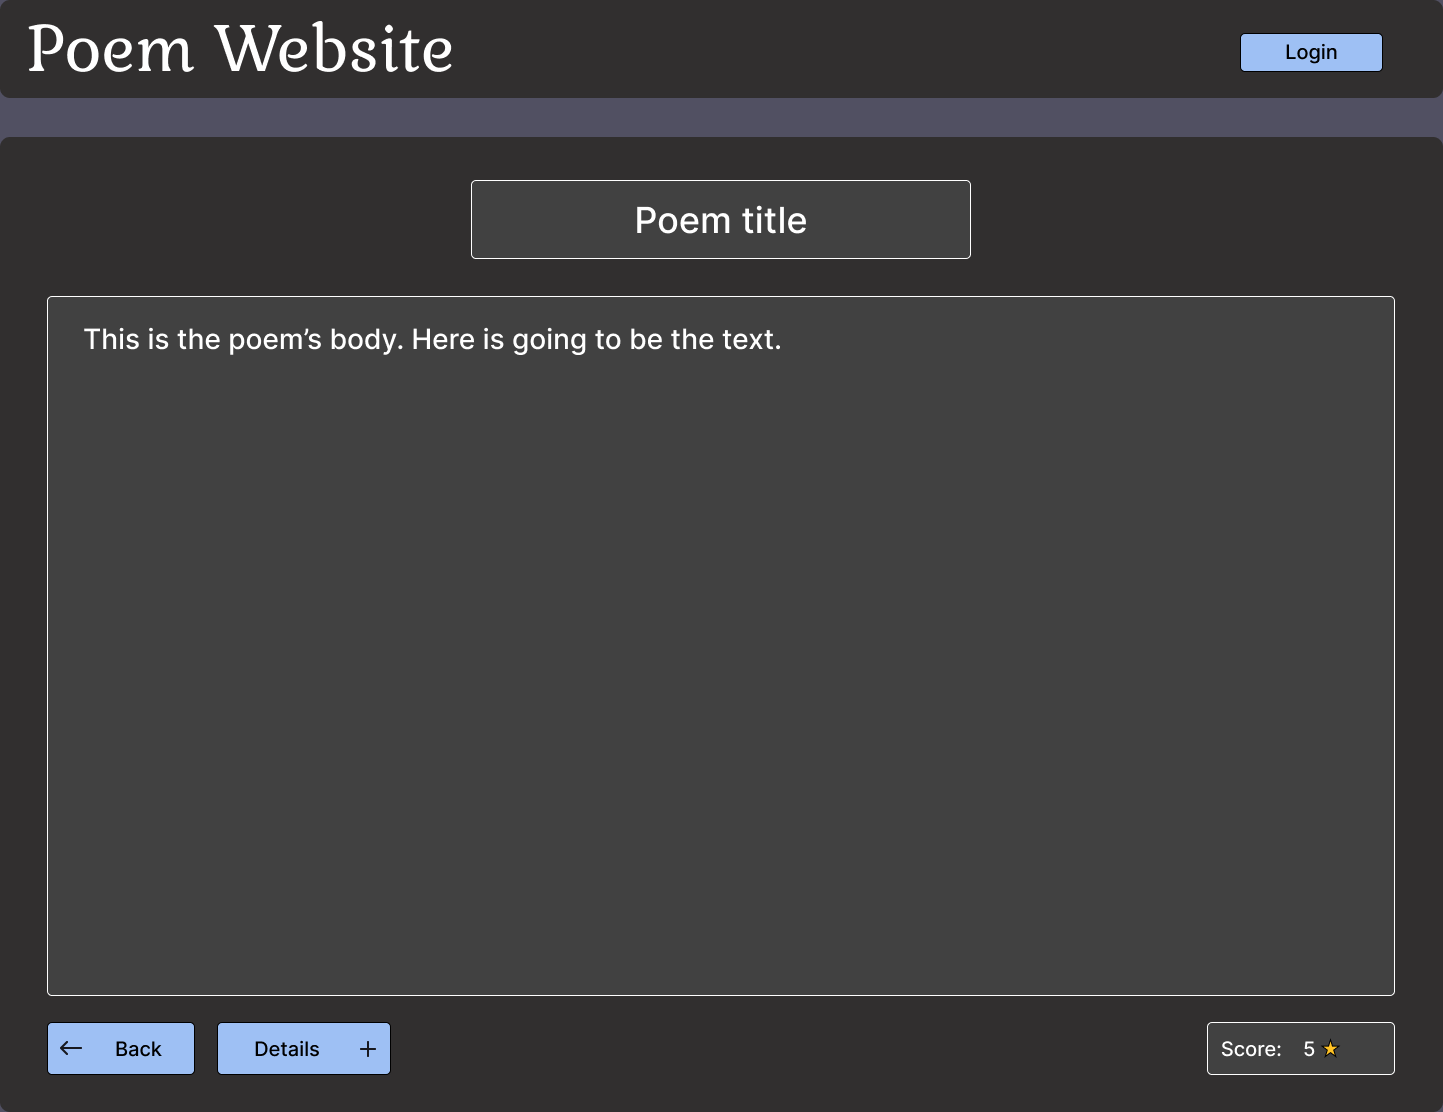 Poem Website
Login
Poem title
This is the poem’s body. Here is going to be the text.
Back
Details
Score: 5